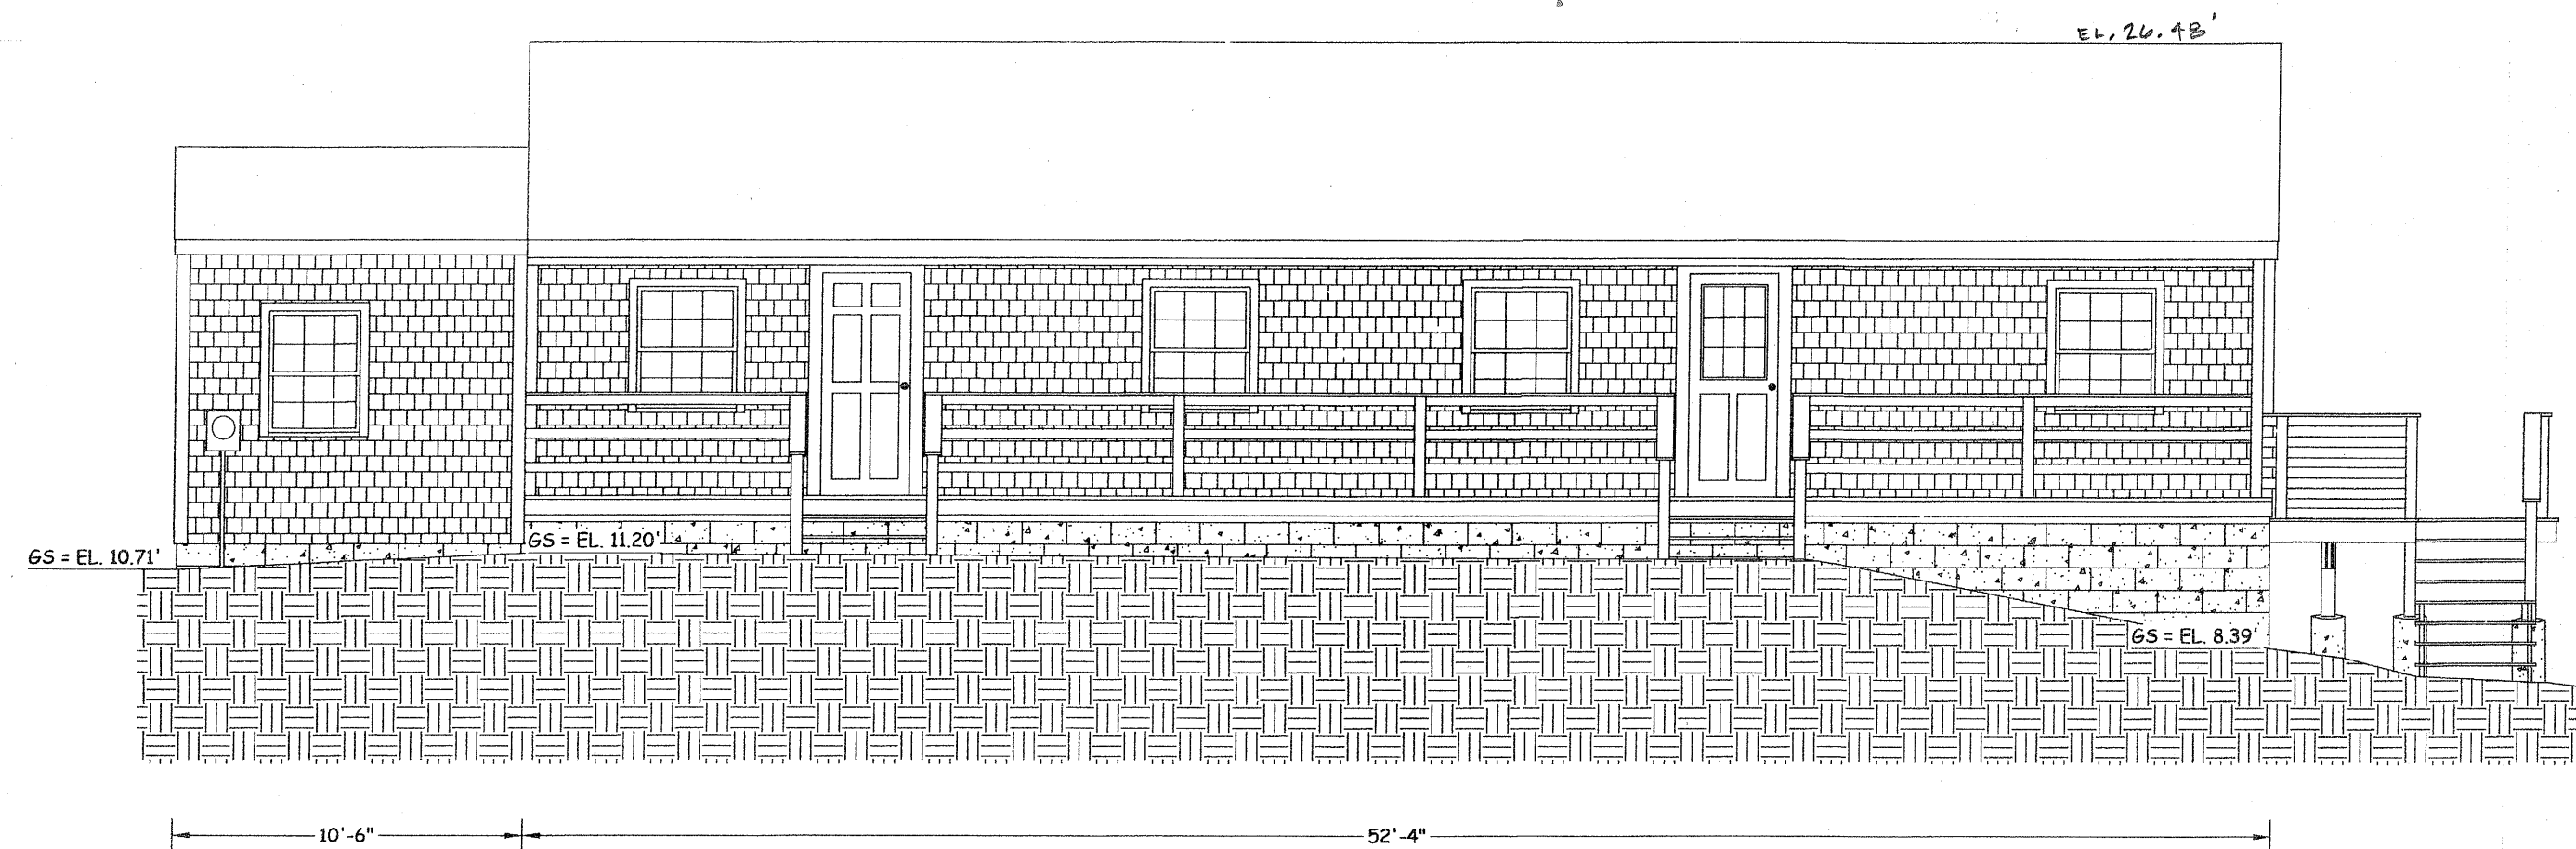 EL. 26.48'
GS = EL. 11.20'
GS = EL. 10.71'
GS = EL. 8.39'
10'-6"
52'-4"